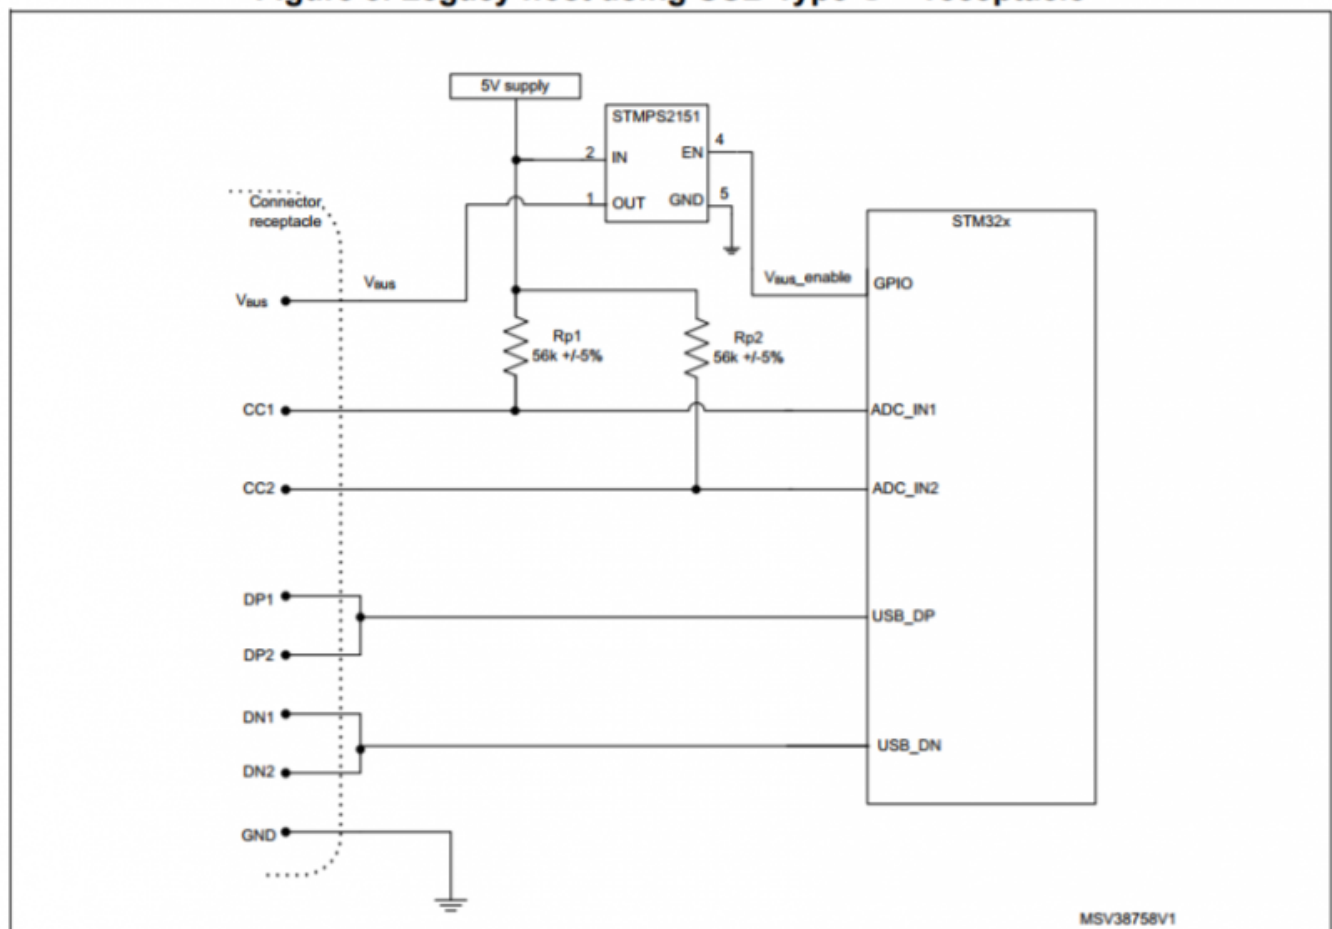 5V supply
STMPS2151
2 IN
EN 4
1 OUT
GND 5
Connector
receptacle
STM32x
VBUS
VBUS
VBUS_enable
GPIO
Rp1
56k +/-5%
Rp2
56k +/-5%
CC1
ADC_IN1
CC2
ADC_IN2
DP1
USB_DP
DP2
DN1
USB_DN
DN2
GND
MSV38758V1